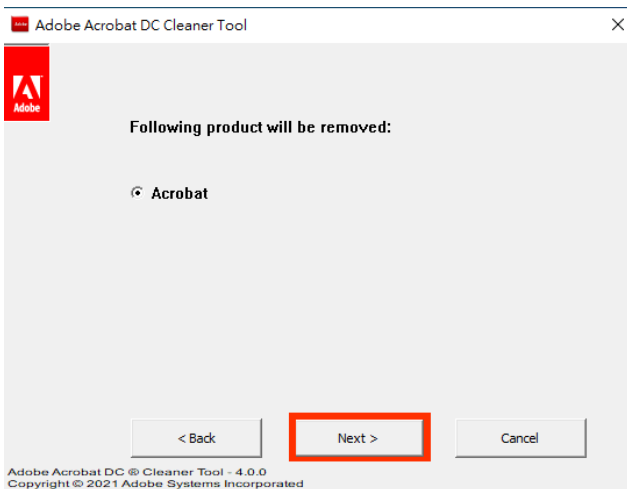 Adobe Acrobat DC Cleaner Tool
Adobe
Following product will be removed:
Acrobat
< Back
Next >
Cancel
Adobe Acrobat DC ® Cleaner Tool - 4.0.0
Copyright © 2021 Adobe Systems Incorporated